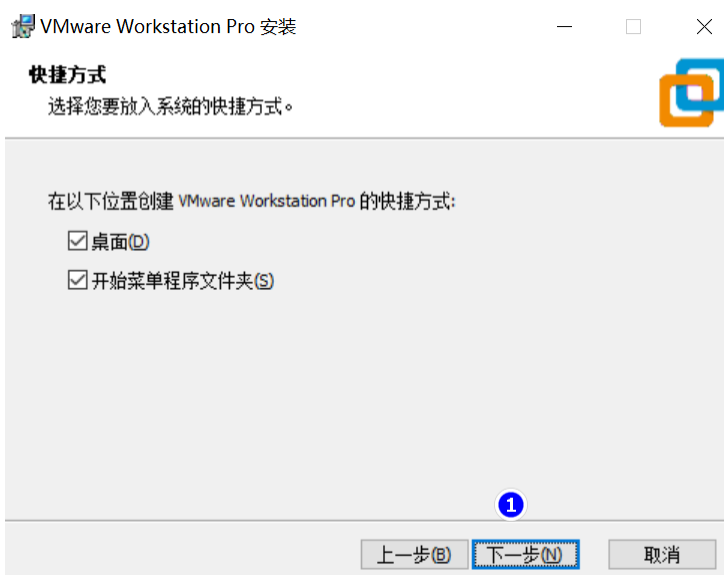 VMware Workstation Pro 安装
快捷方式
选择您要放入系统的快捷方式。
在以下位置创建 VMware Workstation Pro 的快捷方式:
桌面(D)
开始菜单程序文件夹(S)
1
上一步(B) 下一步(N) 取消